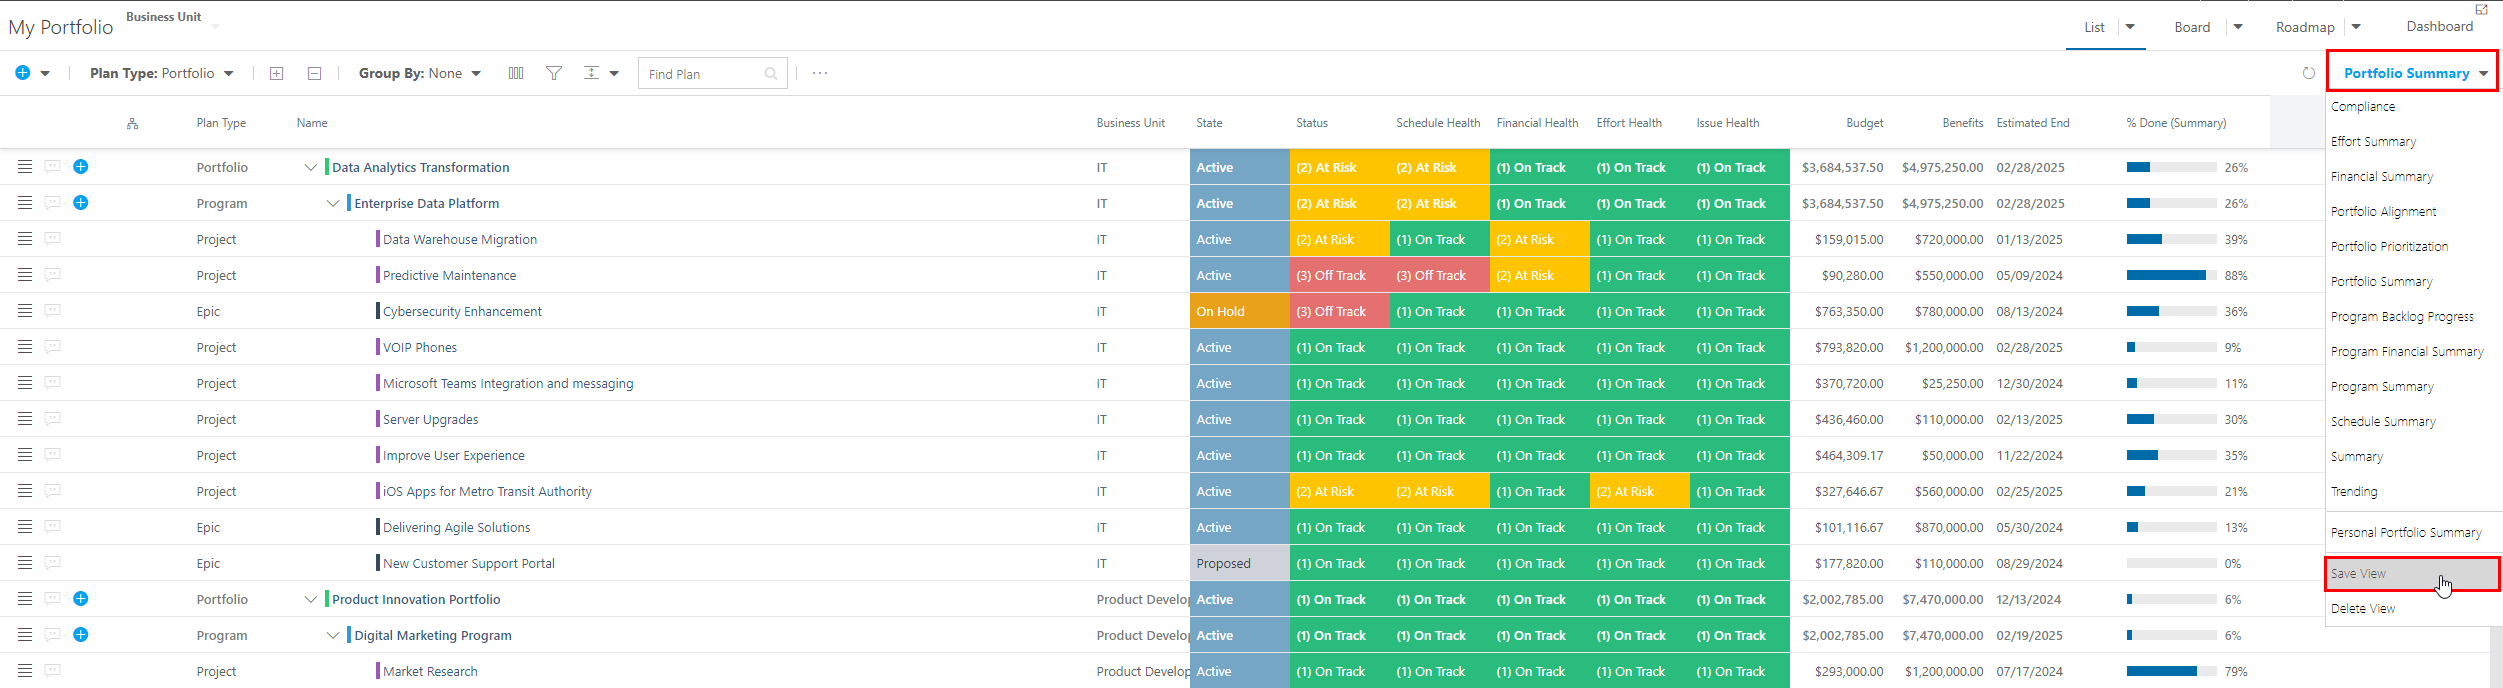 My Portfolio Business Unit List Board Roadmap Dashboard
Plan Type: Portfolio Group By: None Find Plan ... Portfolio Summary
Plan Type Name Business Unit State Status Schedule Health Financial Health Effort Health Issue Health Budget Benefits Estimated End % Done (Summary)
Portfolio Data Analytics Transformation IT Active (2) At Risk (2) At Risk (1) On Track (1) On Track (1) On Track $3,684,537.50 $4,975,250.00 02/28/2025 26%
Program Enterprise Data Platform IT Active (2) At Risk (2) At Risk (1) On Track (1) On Track (1) On Track $3,684,537.50 $4,975,250.00 02/28/2025 26%
Project Data Warehouse Migration IT Active (2) At Risk (1) On Track (2) At Risk (1) On Track (1) On Track $159,015.00 $720,000.00 01/13/2025 39%
Project Predictive Maintenance IT Active (3) Off Track (3) Off Track (2) At Risk (1) On Track (1) On Track $90,280.00 $550,000.00 05/09/2024 88%
Epic Cybersecurity Enhancement IT On Hold (3) Off Track (1) On Track (1) On Track (1) On Track (1) On Track $763,350.00 $780,000.00 08/13/2024 36%
Project VOIP Phones IT Active (1) On Track (1) On Track (1) On Track (1) On Track (1) On Track $793,820.00 $1,200,000.00 02/28/2025 9%
Project Microsoft Teams Integration and messaging IT Active (1) On Track (1) On Track (1) On Track (1) On Track (1) On Track $370,720.00 $25,250.00 12/30/2024 11%
Project Server Upgrades IT Active (1) On Track (1) On Track (1) On Track (1) On Track (1) On Track $436,460.00 $110,000.00 02/13/2025 30%
Project Improve User Experience IT Active (1) On Track (1) On Track (1) On Track (1) On Track (1) On Track $464,309.17 $50,000.00 11/22/2024 35%
Project iOS Apps for Metro Transit Authority IT Active (2) At Risk (2) At Risk (1) On Track (2) At Risk (1) On Track $327,646.67 $560,000.00 02/25/2025 21%
Epic Delivering Agile Solutions IT Active (1) On Track (1) On Track (1) On Track (1) On Track (1) On Track $101,116.67 $870,000.00 05/30/2024 13%
Epic New Customer Support Portal IT Proposed (1) On Track (1) On Track (1) On Track (1) On Track (1) On Track $177,820.00 $110,000.00 08/29/2024 0%
Portfolio Product Innovation Portfolio Product Develop Active (1) On Track (1) On Track (1) On Track (1) On Track (1) On Track $2,002,785.00 $7,470,000.00 12/13/2024 6%
Program Digital Marketing Program Product Develop Active (1) On Track (1) On Track (1) On Track (1) On Track (1) On Track $2,002,785.00 $7,470,000.00 02/19/2025 6%
Project Market Research Product Develop Active (1) On Track (1) On Track (1) On Track (1) On Track (1) On Track $293,000.00 $1,200,000.00 07/17/2024 79%
Compliance
Effort Summary
Financial Summary
Portfolio Alignment
Portfolio Prioritization
Portfolio Summary
Program Backlog Progress
Program Financial Summary
Program Summary
Schedule Summary
Summary
Trending
Personal Portfolio Summary
Save View
Delete View